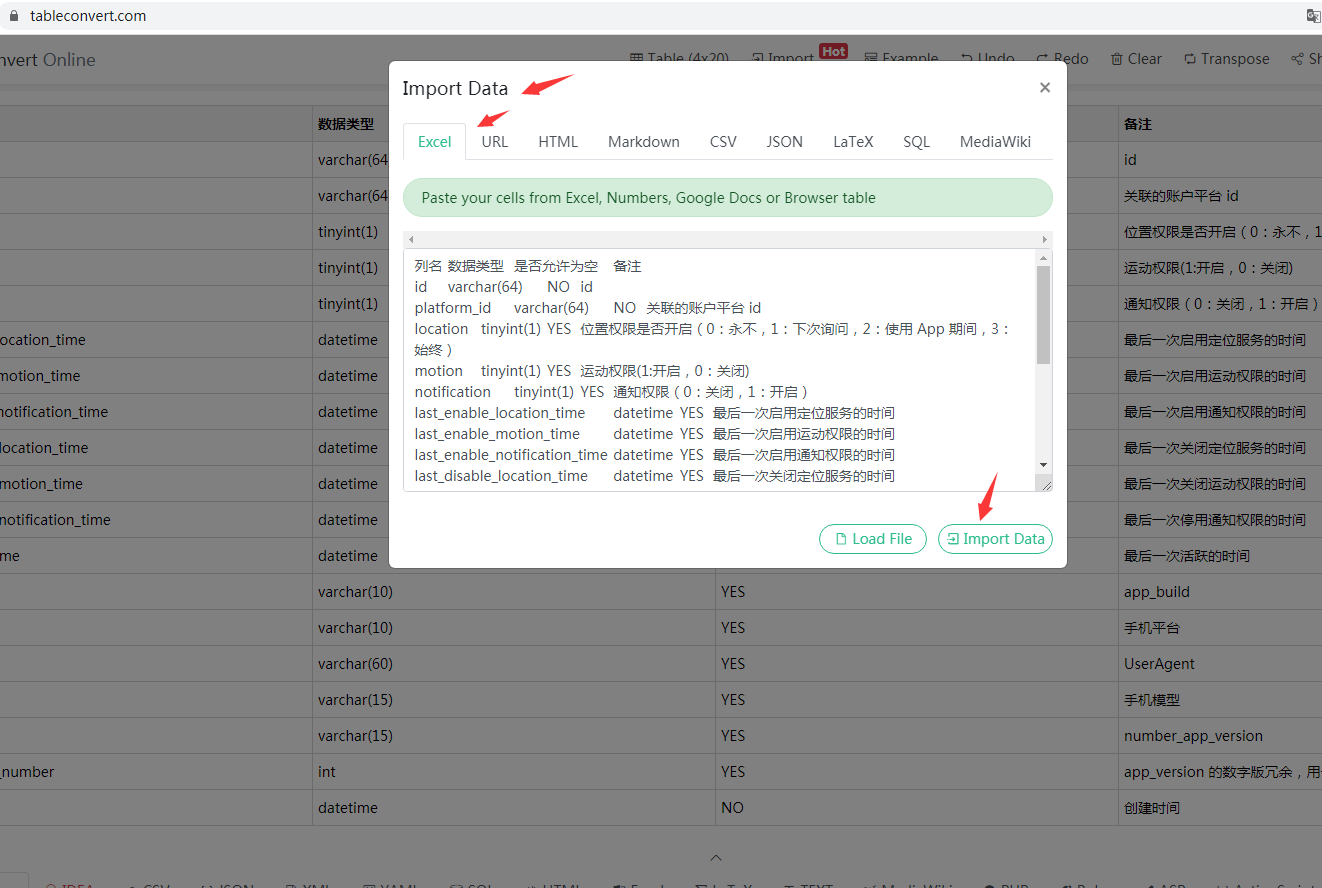 tableconvert.com
nvert Online
Table (4x20) Import Hot Example Undo Redo Clear Transpose Sh
Import Data
×
Excel URL HTML Markdown CSV JSON LaTeX SQL MediaWiki
Paste your cells from Excel, Numbers, Google Docs or Browser table
列名 数据类型 是否允许为空 备注
id varchar(64) NO id
platform_id varchar(64) NO 关联的账户平台 id
location tinyint(1) YES 位置权限是否开启（0：永不，1：下次询问，2：使用 App 期间，3：
始终）
motion tinyint(1) YES 运动权限(1:开启，0：关闭)
notification tinyint(1) YES 通知权限（0：关闭，1：开启）
last_enable_location_time datetime YES 最后一次启用定位服务的时间
last_enable_motion_time datetime YES 最后一次启用运动权限的时间
last_enable_notification_time datetime YES 最后一次启用通知权限的时间
last_disable_location_time datetime YES 最后一次关闭定位服务的时间
Load File Import Data
数据类型 备注
varchar(64 id
varchar(64 关联的账户平台 id
tinyint(1) 位置权限是否开启（0：永不，1
tinyint(1) 运动权限(1:开启，0：关闭)
tinyint(1) 通知权限（0：关闭，1：开启）
ocation_time datetime 最后一次启用定位服务的时间
motion_time datetime 最后一次启用运动权限的时间
notification_time datetime 最后一次启用通知权限的时间
location_time datetime 最后一次关闭定位服务的时间
motion_time datetime 最后一次关闭运动权限的时间
notification_time datetime 最后一次停用通知权限的时间
me datetime 最后一次活跃的时间
varchar(10) YES app_build
varchar(10) YES 手机平台
varchar(60) YES UserAgent
varchar(15) YES 手机模型
varchar(15) YES number_app_version
_number int YES app_version 的数字版冗余，用
datetime NO 创建时间